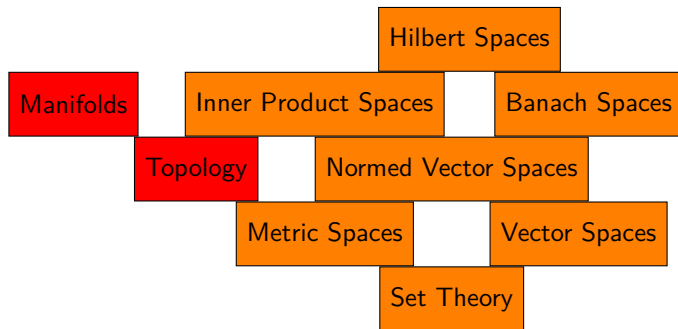 Hilbert Spaces
Manifolds
Inner Product Spaces
Banach Spaces
Topology
Normed Vector Spaces
Metric Spaces
Vector Spaces
Set Theory